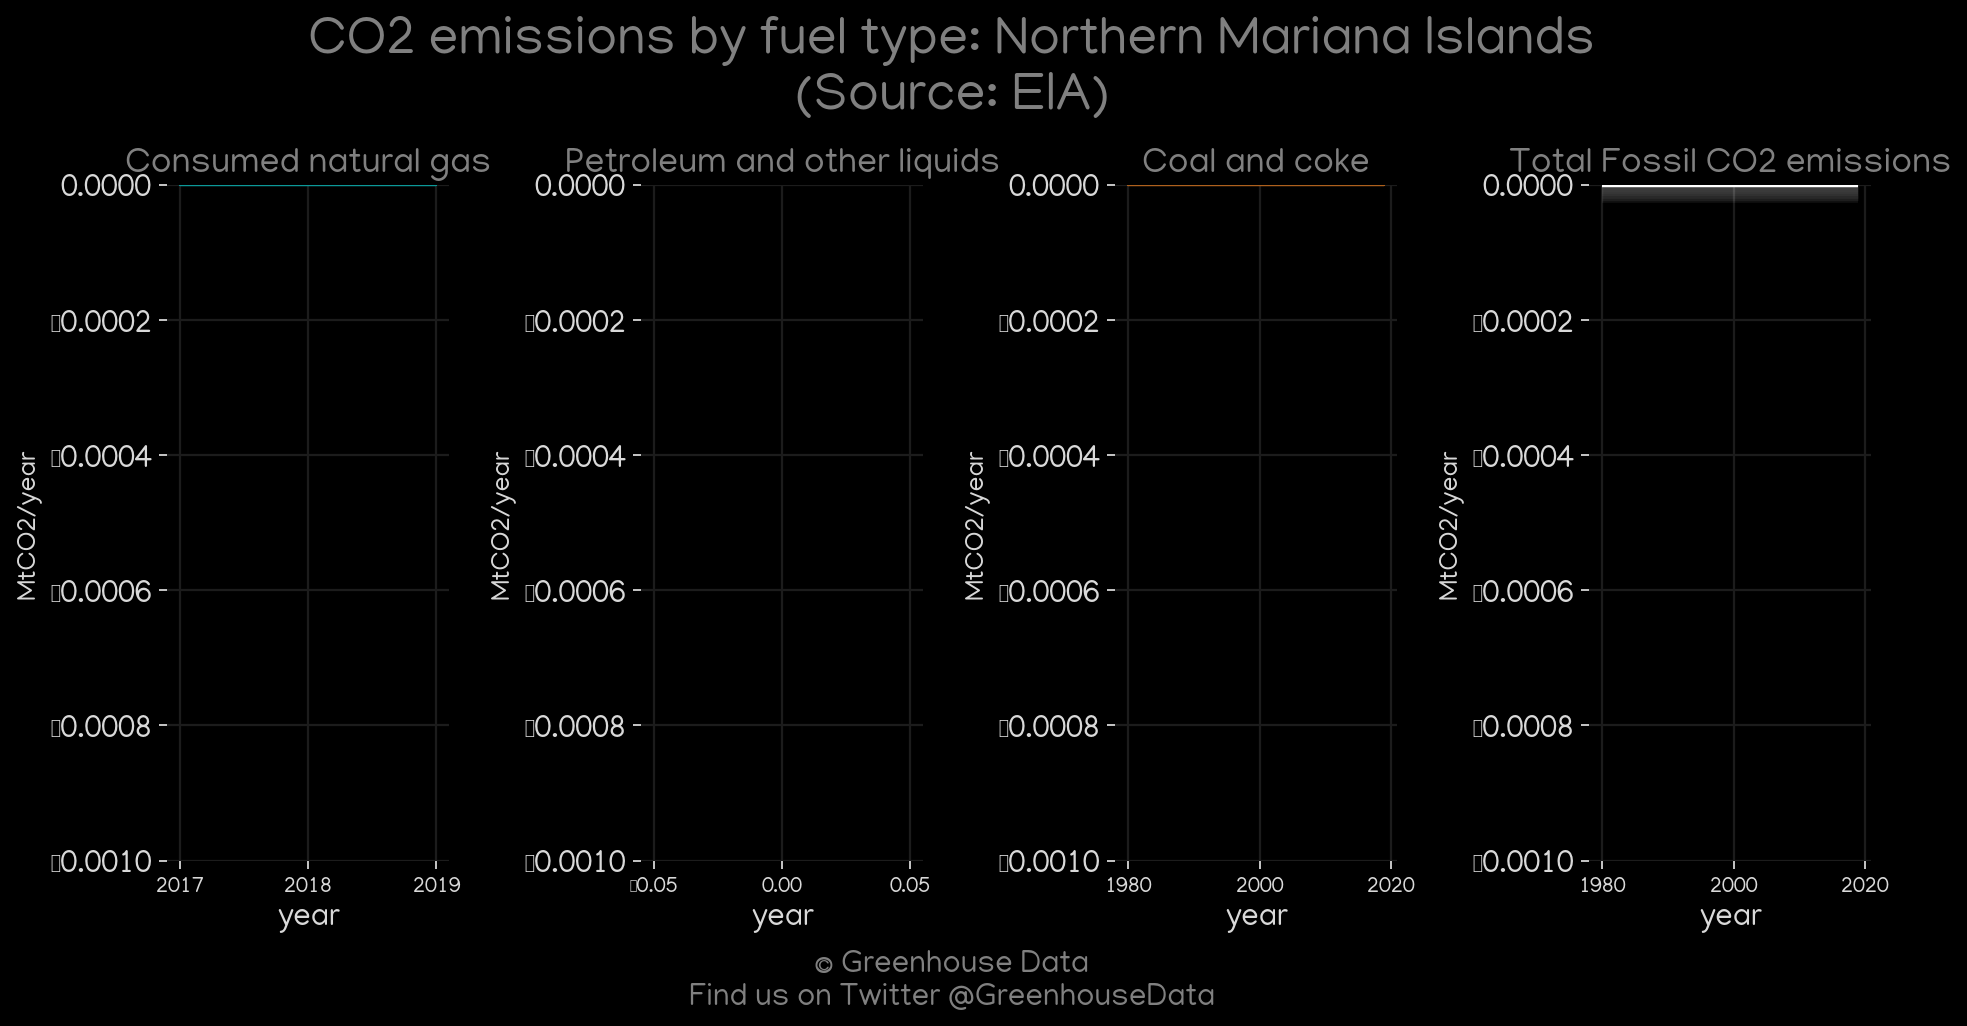 CO2 emissions by fuel type: Northern Mariana Islands
(Source: EIA)
Consumed natural gas
0.0000
▯0.0002
▯0.0004
▯0.0006
▯0.0008
▯0.0010
MtCO2/year
2017 2018 2019
year
Petroleum and other liquids
0.0000
▯0.0002
▯0.0004
▯0.0006
▯0.0008
▯0.0010
MtCO2/year
▯0.05 0.00 0.05
year
Coal and coke
0.0000
▯0.0002
▯0.0004
▯0.0006
▯0.0008
▯0.0010
MtCO2/year
1980 2000 2020
year
Total Fossil CO2 emissions
0.0000
▯0.0002
▯0.0004
▯0.0006
▯0.0008
▯0.0010
MtCO2/year
1980 2000 2020
year
© Greenhouse Data
Find us on Twitter @GreenhouseData